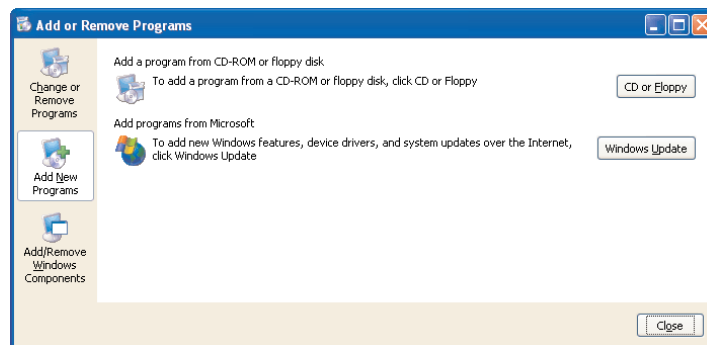 Add or Remove Programs
Change or
Remove
Programs
Add New
Programs
Add/Remove
Windows
Components
Add a program from CD-ROM or floppy disk
To add a program from a CD-ROM or floppy disk, click CD or Floppy
CD or Floppy
Add programs from Microsoft
To add new Windows features, device drivers, and system updates over the Internet,
click Windows Update
Windows Update
Close